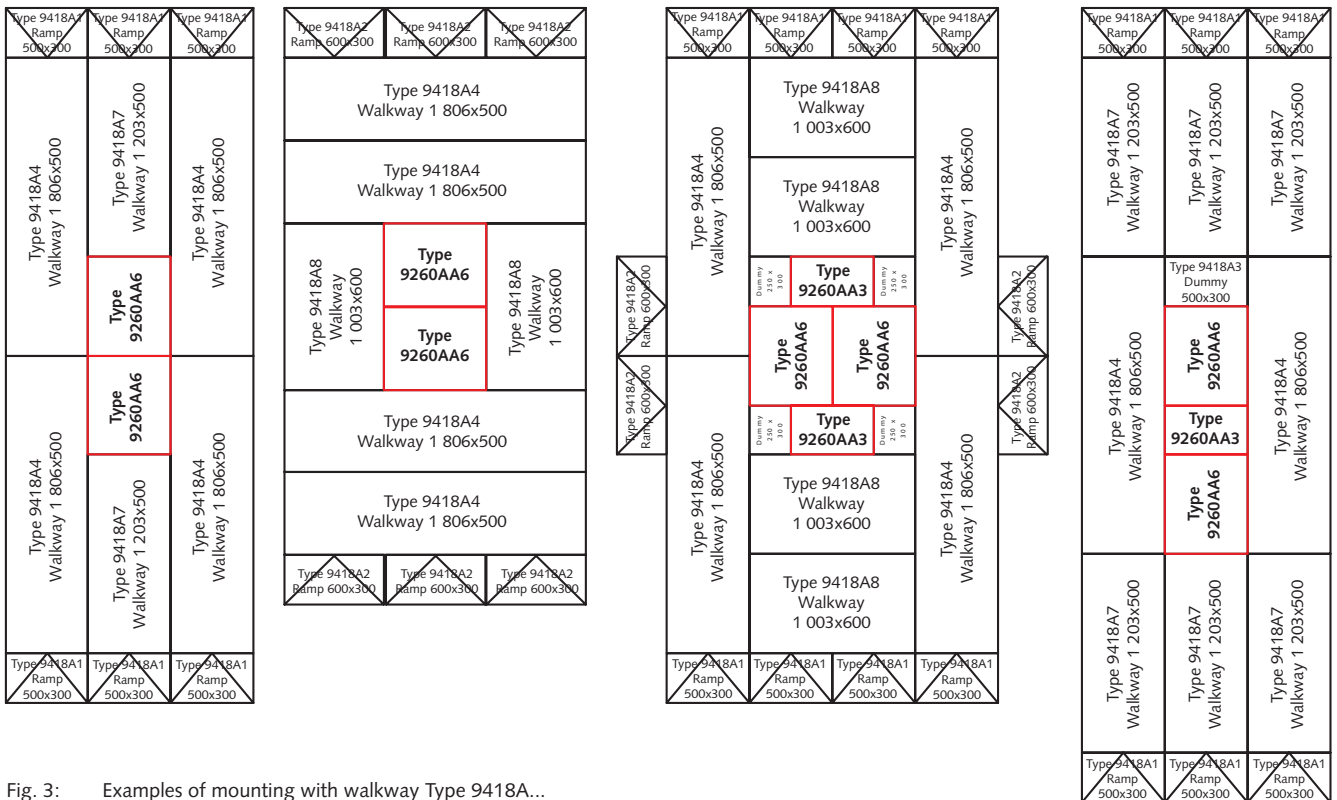 Type 9418A1
Ramp
500x300
Type 9418A1
Ramp
500x300
Type 9418A1
Ramp
500x300
Type 9418A4
Walkway 1 806x500
Type 9418A7
Walkway 1 203x500
Type 9418A4
Walkway 1 806x500
Type
9260AA6
Type
9260AA6
Type 9418A4
Walkway 1 806x500
Type 9418A7
Walkway 1 203x500
Type 9418A4
Walkway 1 806x500
Type 9418A1
Ramp
500x300
Type 9418A1
Ramp
500x300
Type 9418A1
Ramp
500x300
Type 9418A2
Ramp 600x300
Type 9418A2
Ramp 600x300
Type 9418A2
Ramp 600x300
Type 9418A4
Walkway 1 806x500
Type 9418A4
Walkway 1 806x500
Type 9418A8
Walkway
1 003x600
Type
9260AA6
Type
9260AA6
Type 9418A8
Walkway
1 003x600
Type 9418A4
Walkway 1 806x500
Type 9418A4
Walkway 1 806x500
Type 9418A2
Ramp 600x300
Type 9418A2
Ramp 600x300
Type 9418A2
Ramp 600x300
Type 9418A1
Ramp
500x300
Type 9418A1
Ramp
500x300
Type 9418A1
Ramp
500x300
Type 9418A1
Ramp
500x300
Type 9418A4
Walkway 1 806x500
Type 9418A8
Walkway
1 003x600
Type 9418A8
Walkway
1 003x600
Type 9418A4
Walkway 1 806x500
Type 9418A2
Ramp 600x300
Dummy
250 x
300
Type
9260AA3
Dummy
250 x
300
Type 9418A2
Ramp 600x300
Type
9260AA6
Type
9260AA6
Type 9418A2
Ramp 600x300
Dummy
250 x
300
Type
9260AA3
Dummy
250 x
300
Type 9418A2
Ramp 600x300
Type 9418A4
Walkway 1 806x500
Type 9418A8
Walkway
1 003x600
Type 9418A8
Walkway
1 003x600
Type 9418A4
Walkway 1 806x500
Type 9418A1
Ramp
500x300
Type 9418A1
Ramp
500x300
Type 9418A1
Ramp
500x300
Type 9418A1
Ramp
500x300
Type 9418A1
Ramp
500x300
Type 9418A1
Ramp
500x300
Type 9418A1
Ramp
500x300
Type 9418A7
Walkway 1 203x500
Type 9418A7
Walkway 1 203x500
Type 9418A7
Walkway 1 203x500
Type 9418A4
Walkway 1 806x500
Type 9418A3
Dummy
500x300
Type
9260AA6
Type
9260AA3
Type
9260AA6
Type 9418A4
Walkway 1 806x500
Type 9418A7
Walkway 1 203x500
Type 9418A7
Walkway 1 203x500
Type 9418A7
Walkway 1 203x500
Type 9418A1
Ramp
500x300
Type 9418A1
Ramp
500x300
Type 9418A1
Ramp
500x300
Fig. 3: Examples of mounting with walkway Type 9418A...